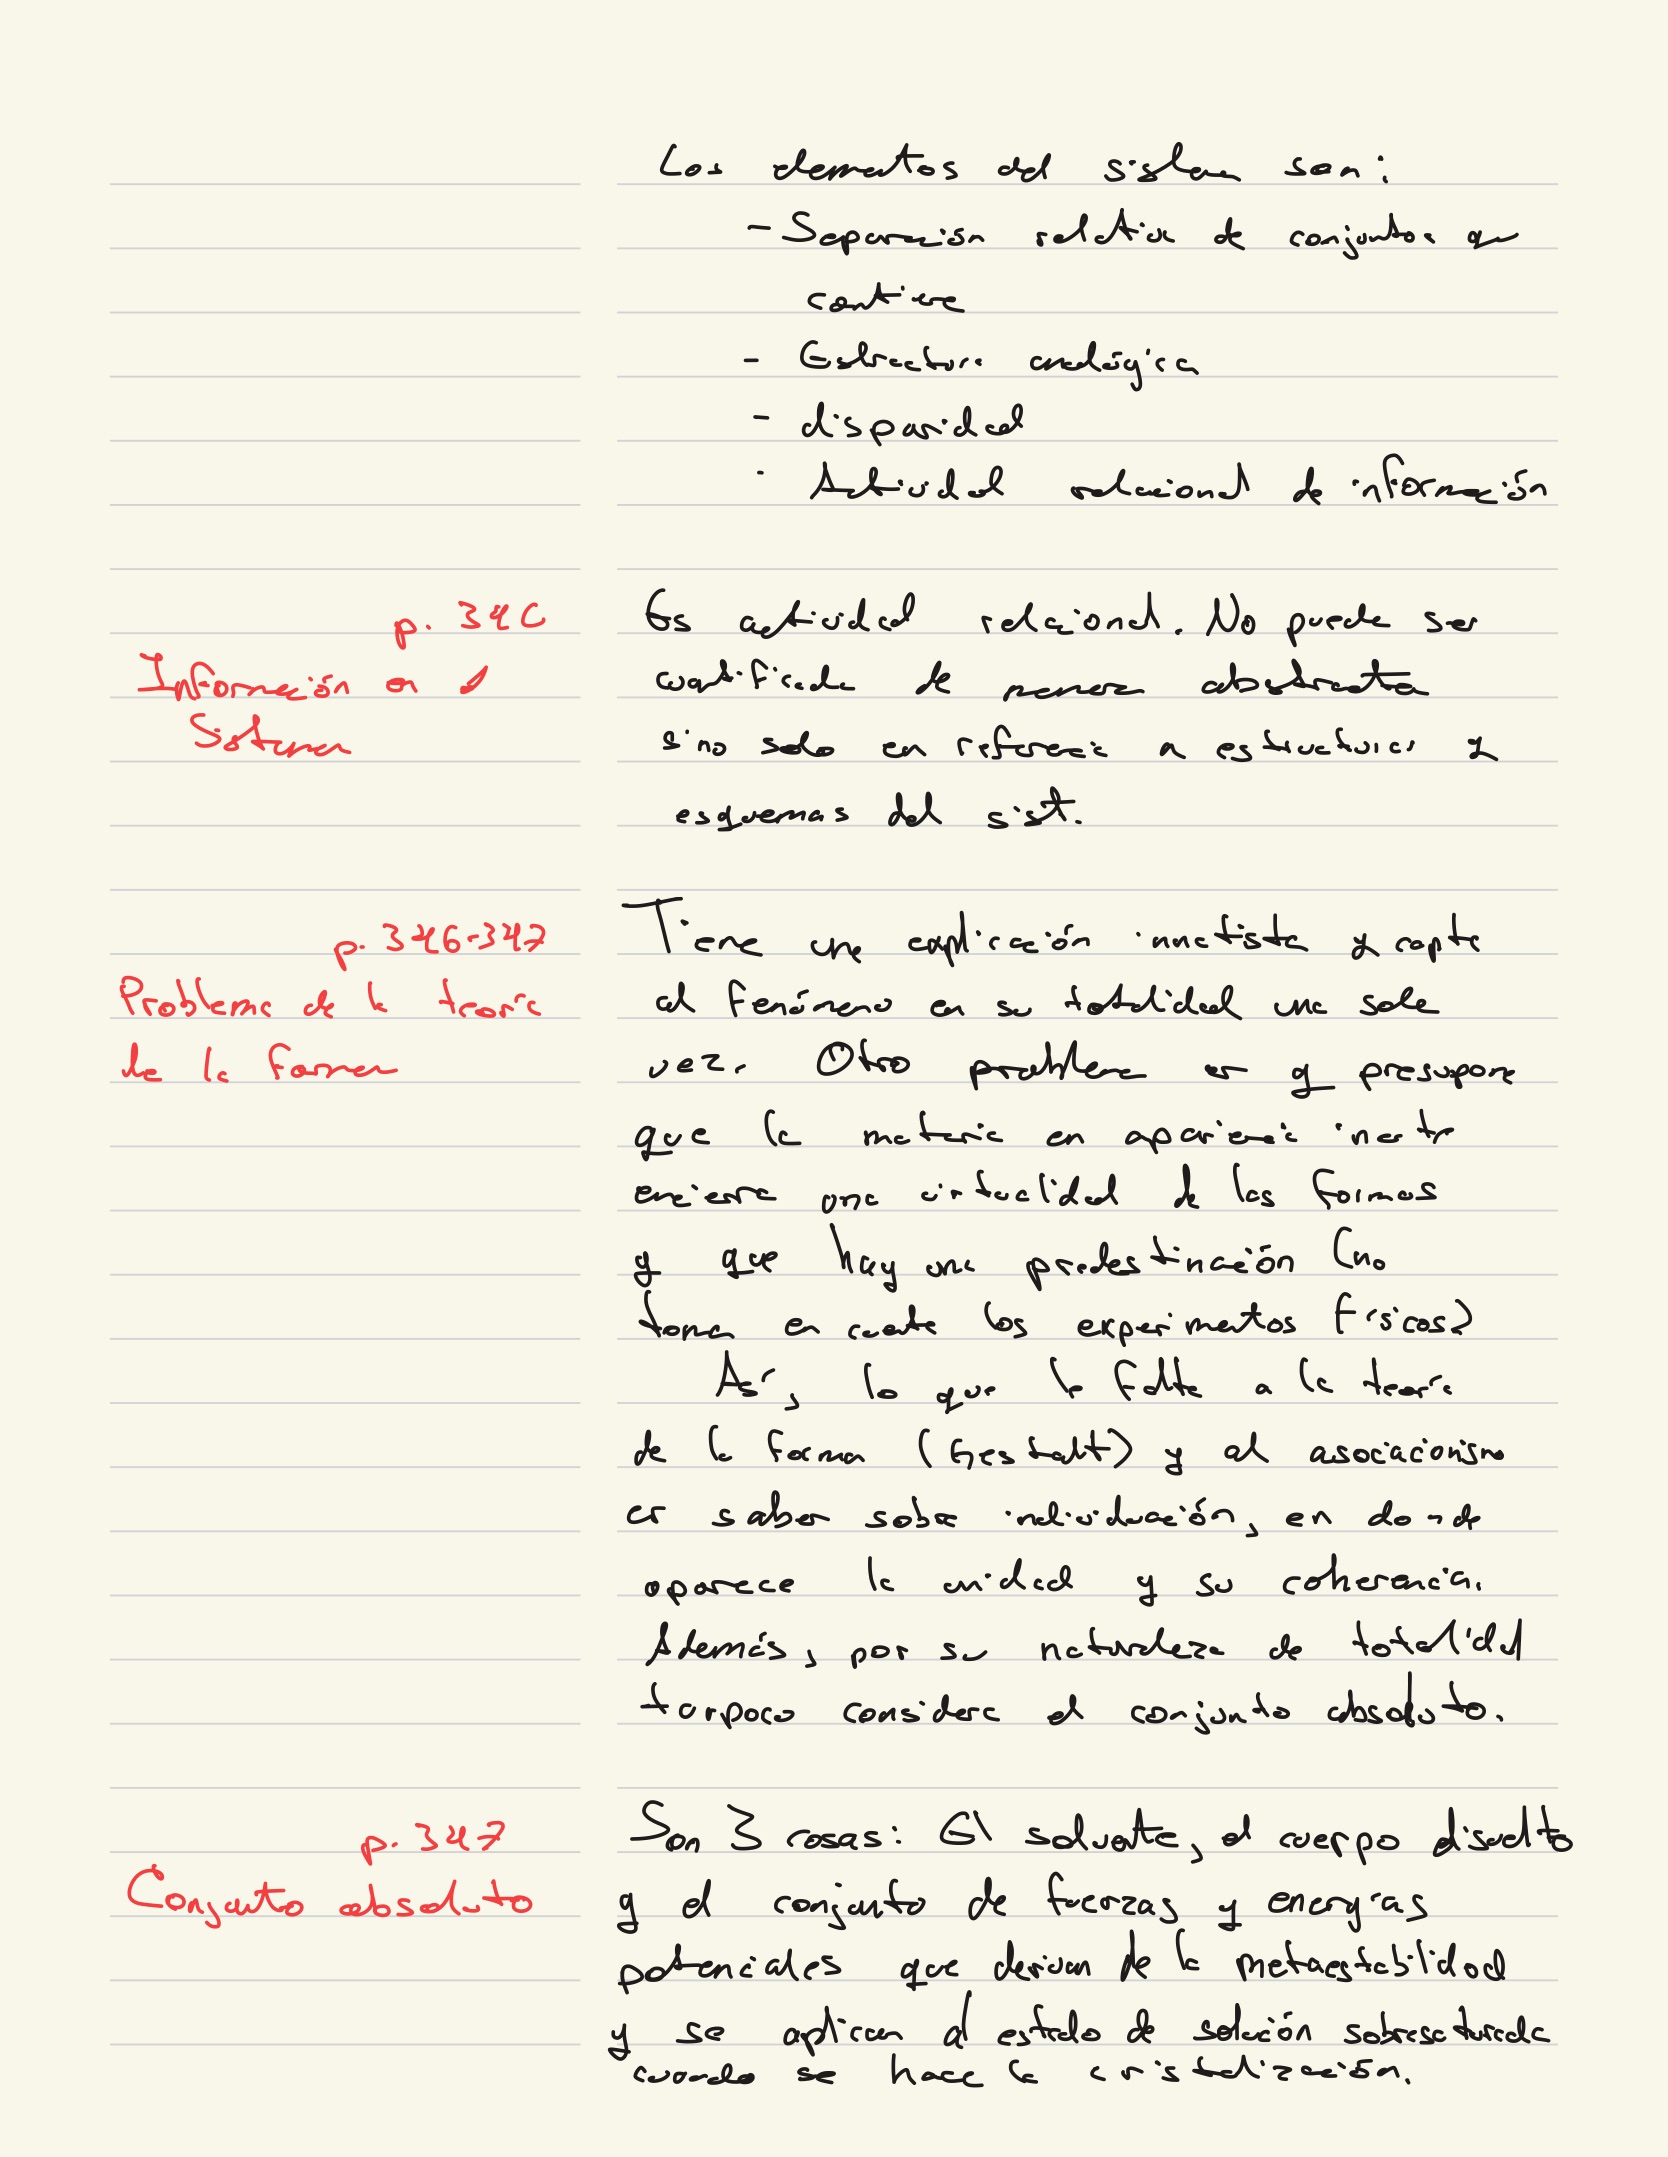 Los elementos del sistema son:
- Separación relativa de conjuntos que
contiene
- Estructura analógica
- disparidad
- Actividad relacional de información
p. 346
Información en el
Sistema
Es actividad relacional. No puede ser
cuantificada de manera abstracta
sino solo en referencia a estructuras y
esquemas del sist.
p. 346-347
Problema de la teoría
de la forma
Tiene una explicación innatista y capta
al fenómeno en su totalidad una sola
vez. Otro problema es q presupone
que la materia en apariencia inerte
encierra una virtualidad de las formas
y que hay una predestinación (no
toma en cuenta los experimentos físicos)
Así, lo que le falta a la teoría
de la forma (Gestalt) y al asociacionismo
es saber sobre individuación, en donde
aparece la unidad y su coherencia.
Además, por su naturaleza de totalidad
tampoco considera el conjunto absoluto.
p. 347
Conjunto absoluto
Son 3 cosas: El solvente, el cuerpo disuelto
y el conjunto de fuerzas y energías
potenciales que derivan de la metaestabilidad
y se aplican al estado de solución sobresaturada
cuando se hace la cristalización.